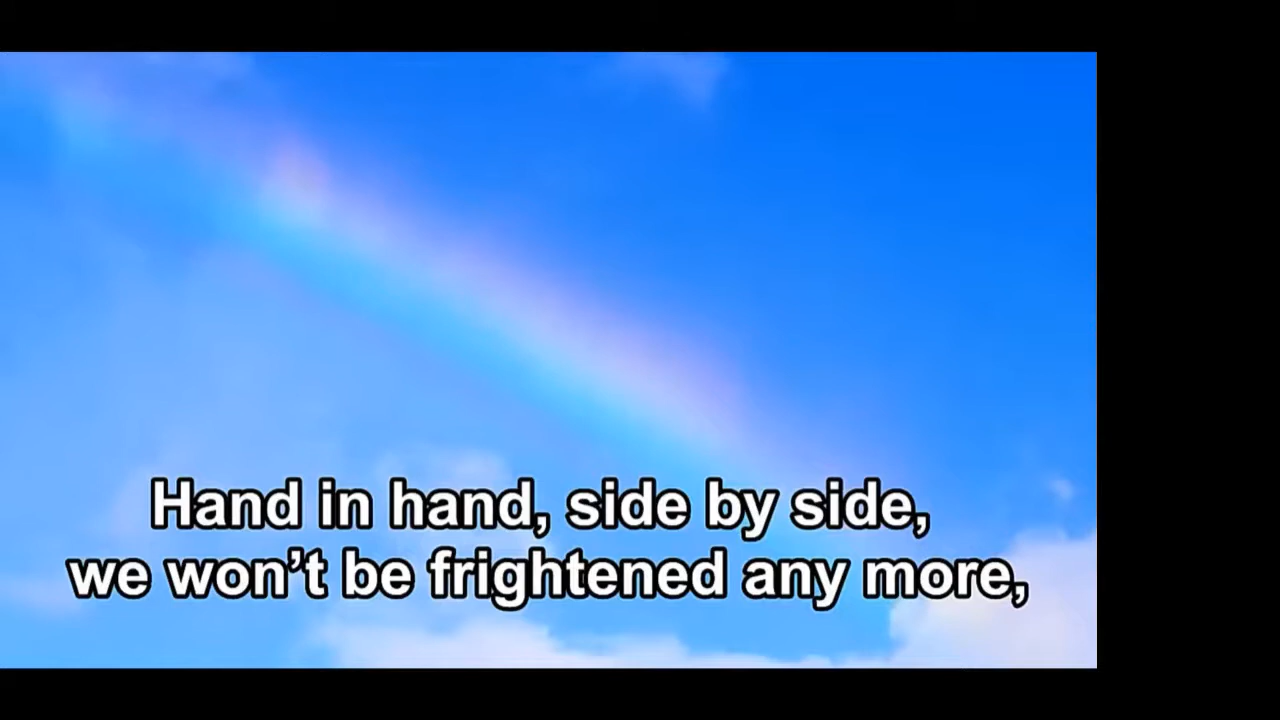 Hand in hand, side by side,
we won’t be frightened any more,